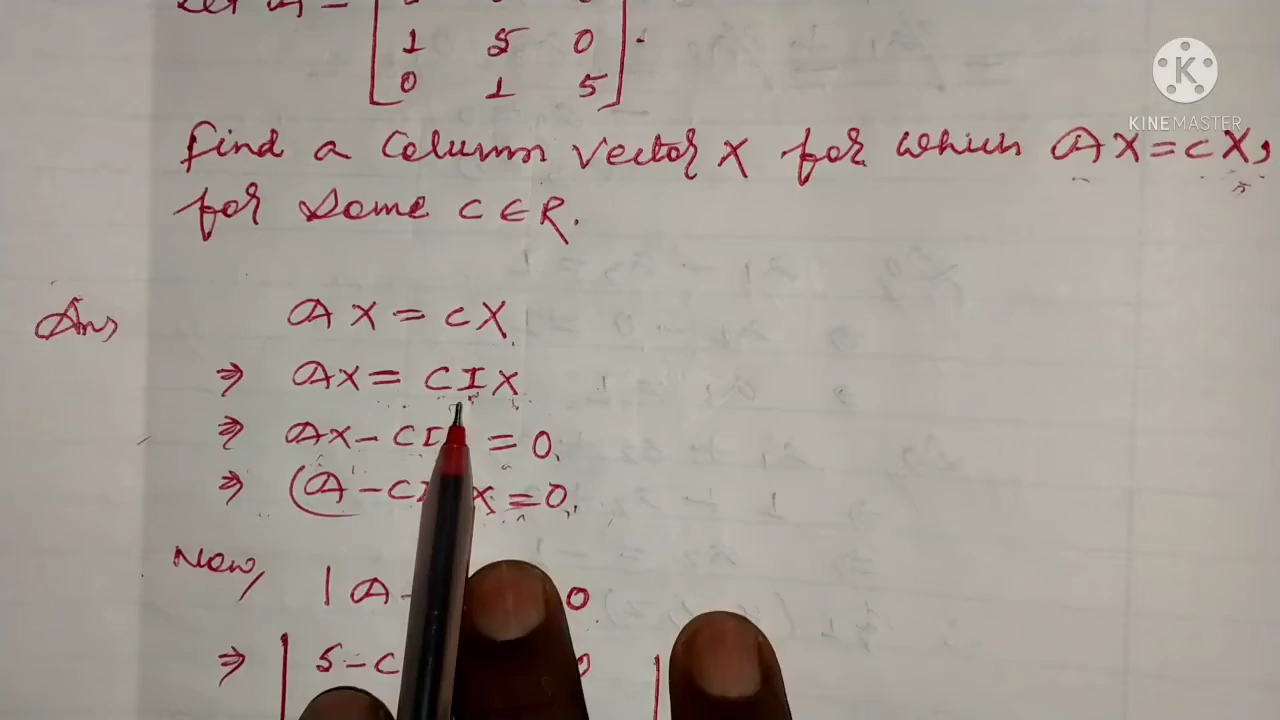 1 5 0
0 1 5
Find a Column Vector X for which AX=CX,
for Some C∈R.
Ans AX = CX
⇒ AX = CIX
⇒ AX - CI = 0.
⇒ (A - C X = 0.
Now, | A - 0
⇒ | 5-C 0 |
K
KINEMASTER